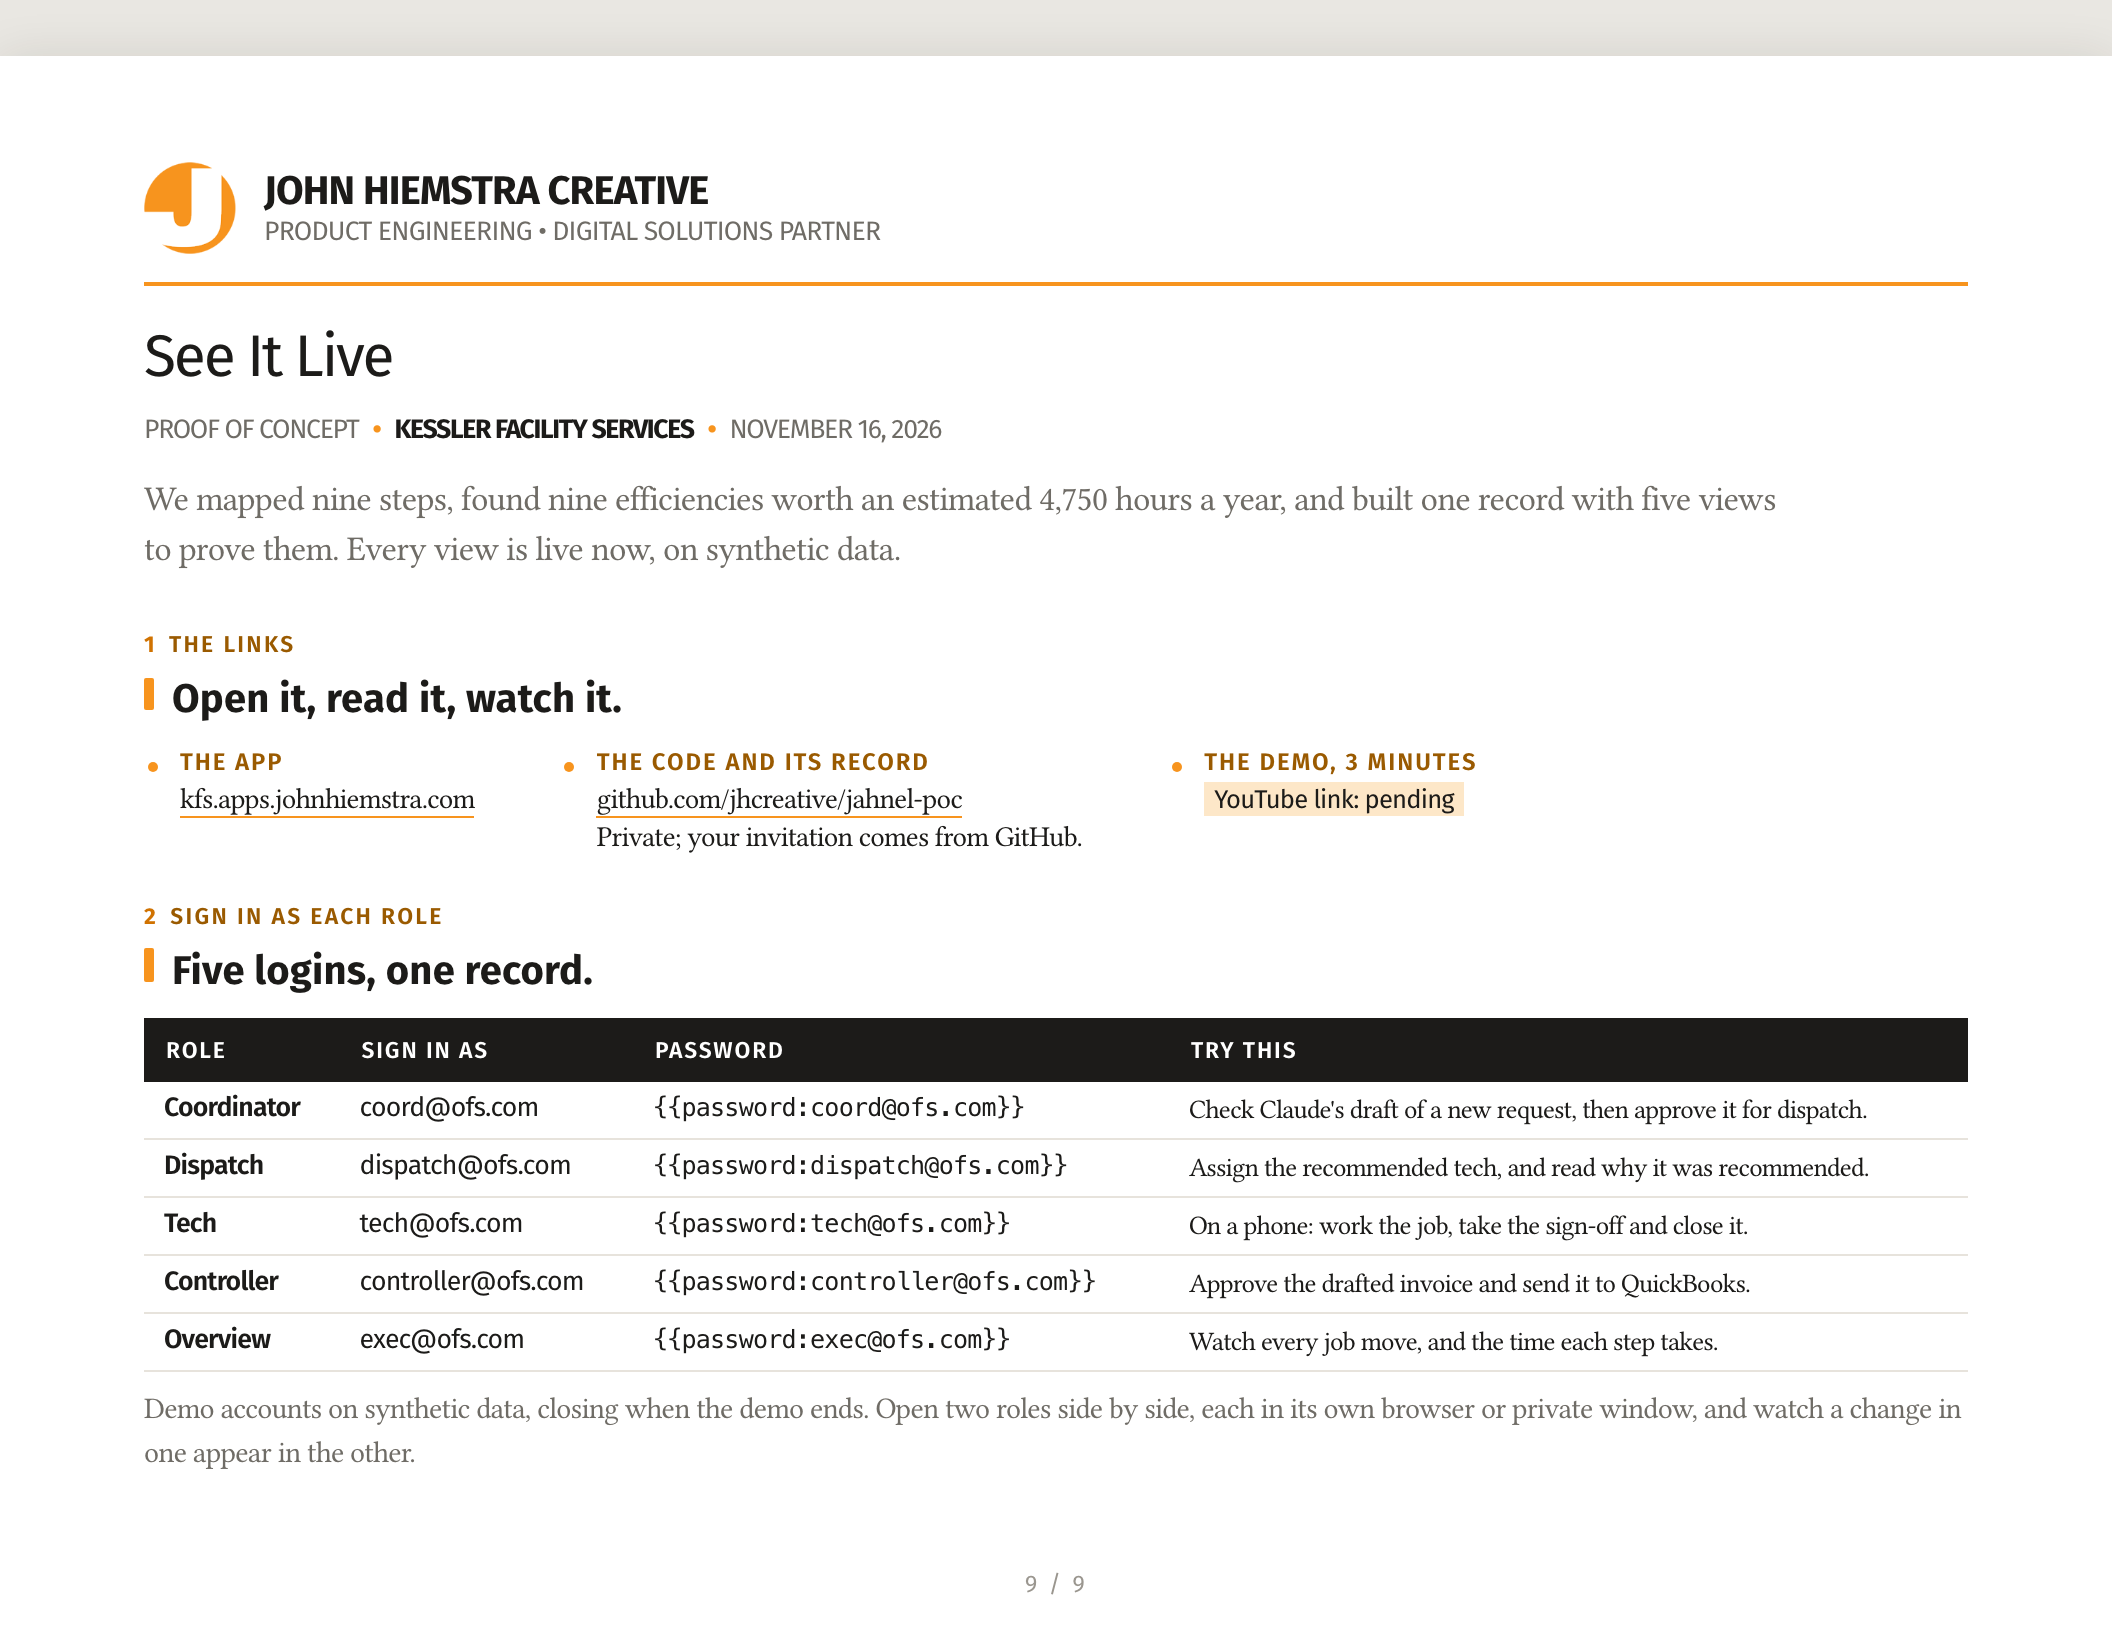 JOHN HIEMSTRA CREATIVE
PRODUCT ENGINEERING • DIGITAL SOLUTIONS PARTNER
See It Live
PROOF OF CONCEPT • KESSLER FACILITY SERVICES • NOVEMBER 16, 2026
We mapped nine steps, found nine efficiencies worth an estimated 4,750 hours a year, and built one record with five views
to prove them. Every view is live now, on synthetic data.
1 THE LINKS
Open it, read it, watch it.
• THE APP
kfs.apps.johnhiemstra.com
• THE CODE AND ITS RECORD
github.com/jhcreative/jahnel-poc
Private; your invitation comes from GitHub.
• THE DEMO, 3 MINUTES
YouTube link: pending
2 SIGN IN AS EACH ROLE
Five logins, one record.
ROLE SIGN IN AS PASSWORD TRY THIS
Coordinator coord@ofs.com {{password:coord@ofs.com}} Check Claude's draft of a new request, then approve it for dispatch.
Dispatch dispatch@ofs.com {{password:dispatch@ofs.com}} Assign the recommended tech, and read why it was recommended.
Tech tech@ofs.com {{password:tech@ofs.com}} On a phone: work the job, take the sign-off and close it.
Controller controller@ofs.com {{password:controller@ofs.com}} Approve the drafted invoice and send it to QuickBooks.
Overview exec@ofs.com {{password:exec@ofs.com}} Watch every job move, and the time each step takes.
Demo accounts on synthetic data, closing when the demo ends. Open two roles side by side, each in its own browser or private window, and watch a change in
one appear in the other.
9 / 9